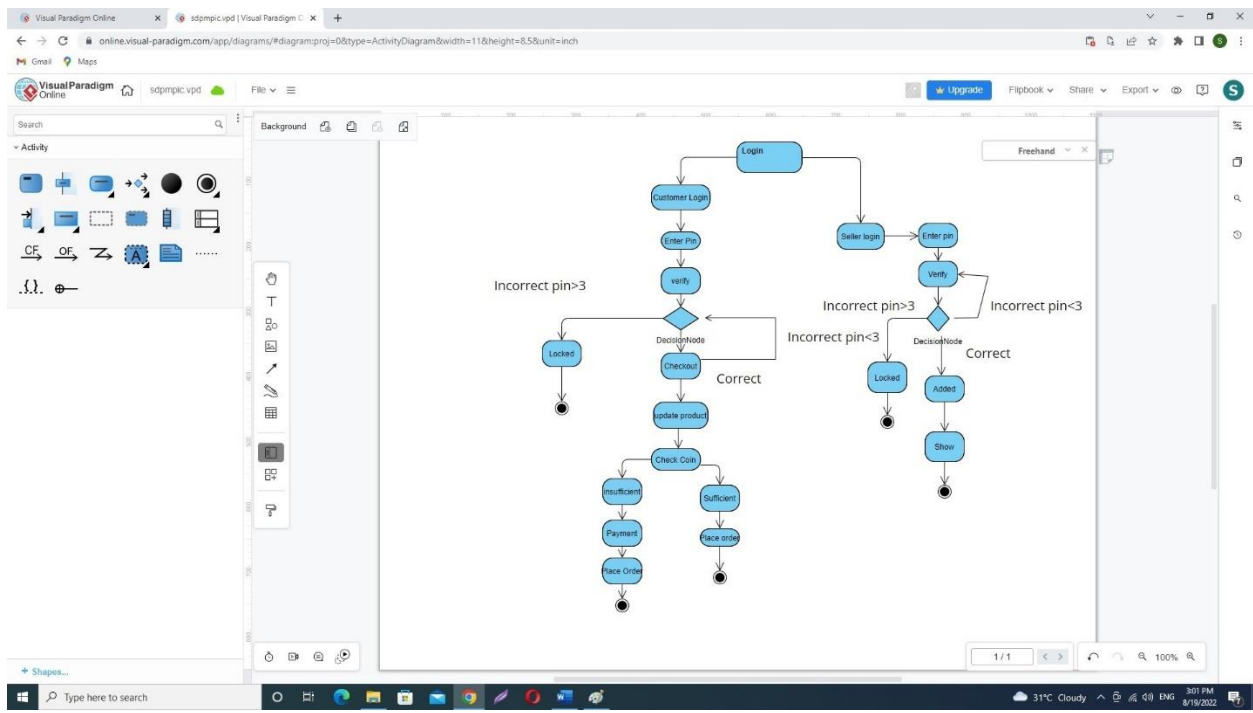 Visual Paradigm Online
sdpmpic.vpd | Visual Paradigm O
online.visual-paradigm.com/app/diagrams/#diagram:proj=0&type=ActivityDiagram&width=11&height=8.5&unit=inch
S
Gmail
Maps
Visual Paradigm
Online
sdpmpic.vpd
File
Upgrade
Flipbook
Share
Export
S
Search
Background
Activity
Freehand
CF
OF
A
{}
Login
Customer Login
Enter Pin
verify
Incorrect pin>3
DecisionNode
Incorrect pin<3
Locked
Checkout
Correct
update product
Check Coin
insufficient
Sufficient
Payment
Place order
Place Order
Seller login
Enter pin
Verify
Incorrect pin>3
Incorrect pin<3
DecisionNode
Correct
Locked
Added
Show
+ Shapes...
1 / 1
100%
Type here to search
31°C Cloudy
ENG
3:01 PM
8/19/2022